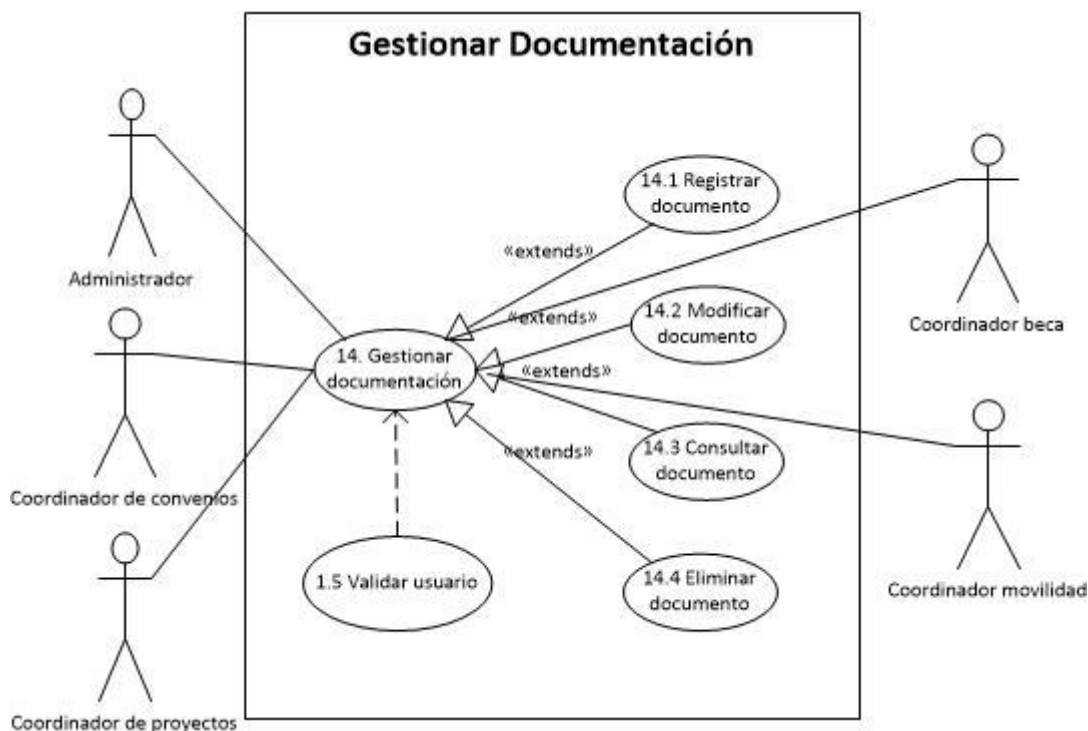 Gestionar Documentación
14.1 Registrar
documento
«extends»
Administrador
14.2 Modificar
documento
«extends»
Coordinador beca
14. Gestionar
documentación
«extends»
14.3 Consultar
documento
«extends»
Coordinador de convenios
1.5 Validar usuario
14.4 Eliminar
documento
Coordinador movilidad
Coordinador de proyectos